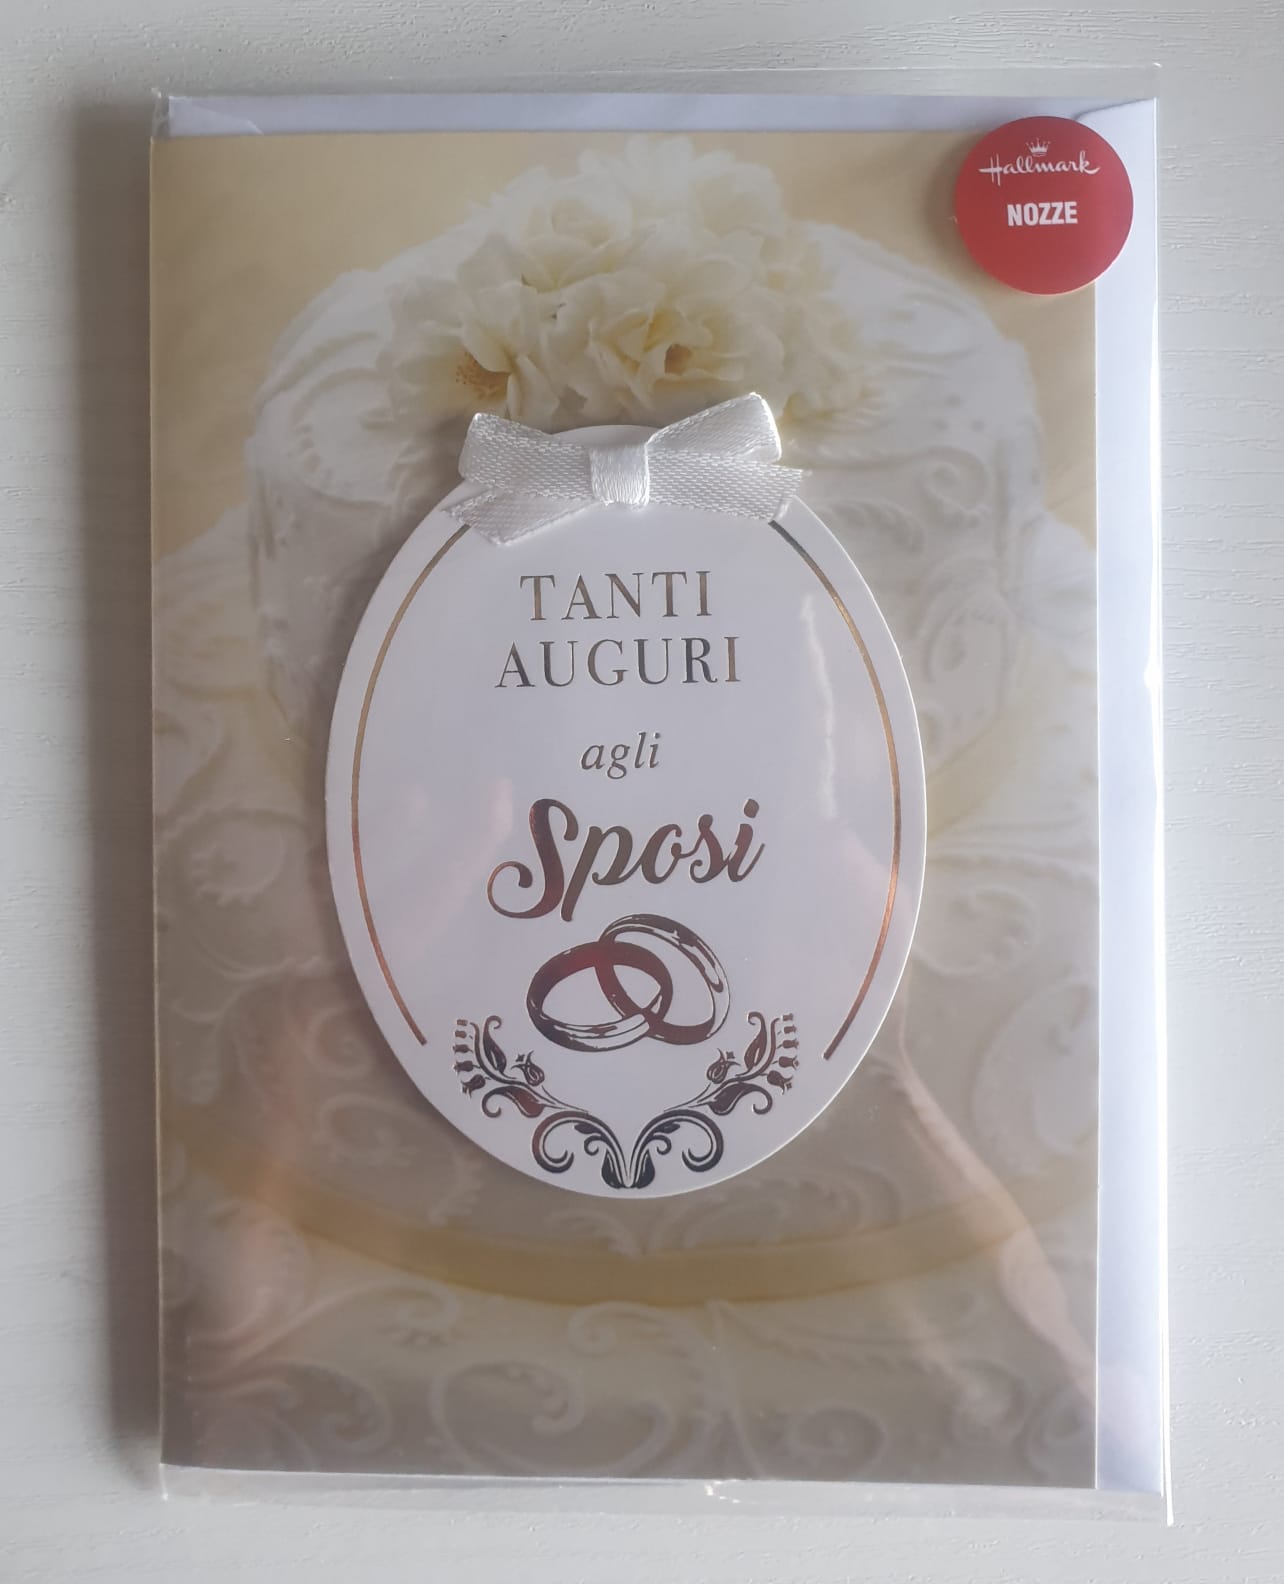 Hallmark
NOZZE
TANTI
AUGURI
agli
Sposi